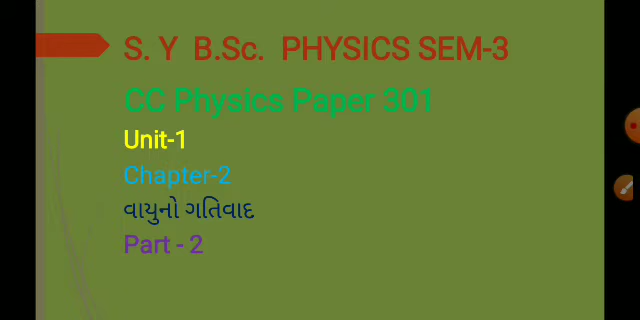 S. Y B.Sc. PHYSICS SEM-3
CC Physics Paper 301
Unit-1
Chapter-2
વાયુનો ગતિવાદ
Part - 2